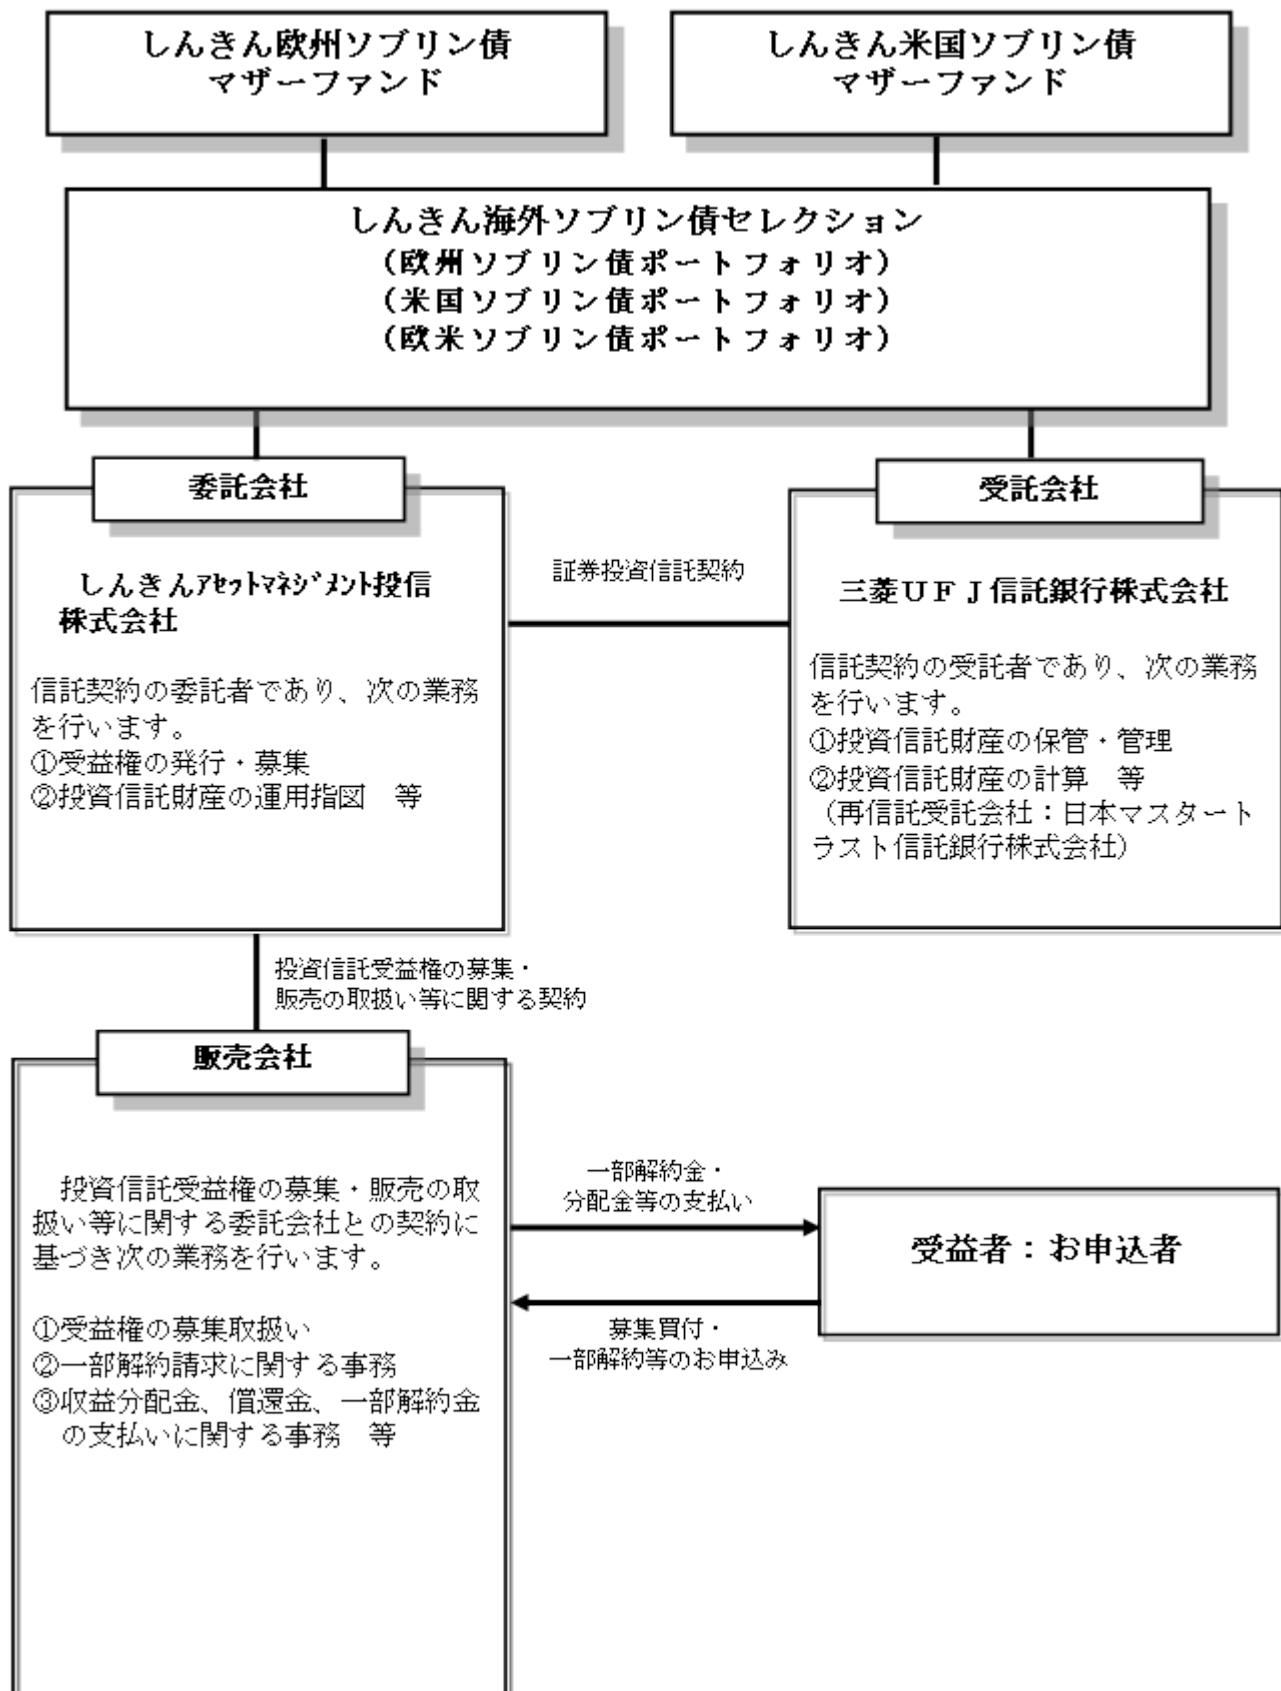 しんきん欧州ソブリン債
マザーファンド
しんきん米国ソブリン債
マザーファンド
しんきん海外ソブリン債セレクション
（欧州ソブリン債ポートフォリオ）
（米国ソブリン債ポートフォリオ）
（欧米ソブリン債ポートフォリオ）
委託会社
しんきんｱｾｯﾄﾏﾈｼﾞﾒﾝﾄ投信
株式会社
信託契約の委託者であり、次の業務
を行います。
①受益権の発行・募集
②投資信託財産の運用指図　等
証券投資信託契約
受託会社
三菱ＵＦＪ信託銀行株式会社
信託契約の受託者であり、次の業務
を行います。
①投資信託財産の保管・管理
②投資信託財産の計算　等
（再信託受託会社：日本マスタート
ラスト信託銀行株式会社）
投資信託受益権の募集・
販売の取扱い等に関する契約
販売会社
投資信託受益権の募集・販売の取
扱い等に関する委託会社との契約に
基づき次の業務を行います。
①受益権の募集取扱い
②一部解約請求に関する事務
③収益分配金、償還金、一部解約金
の支払いに関する事務　等
一部解約金・
分配金等の支払い
募集買付・
一部解約等のお申込み
受益者：お申込者